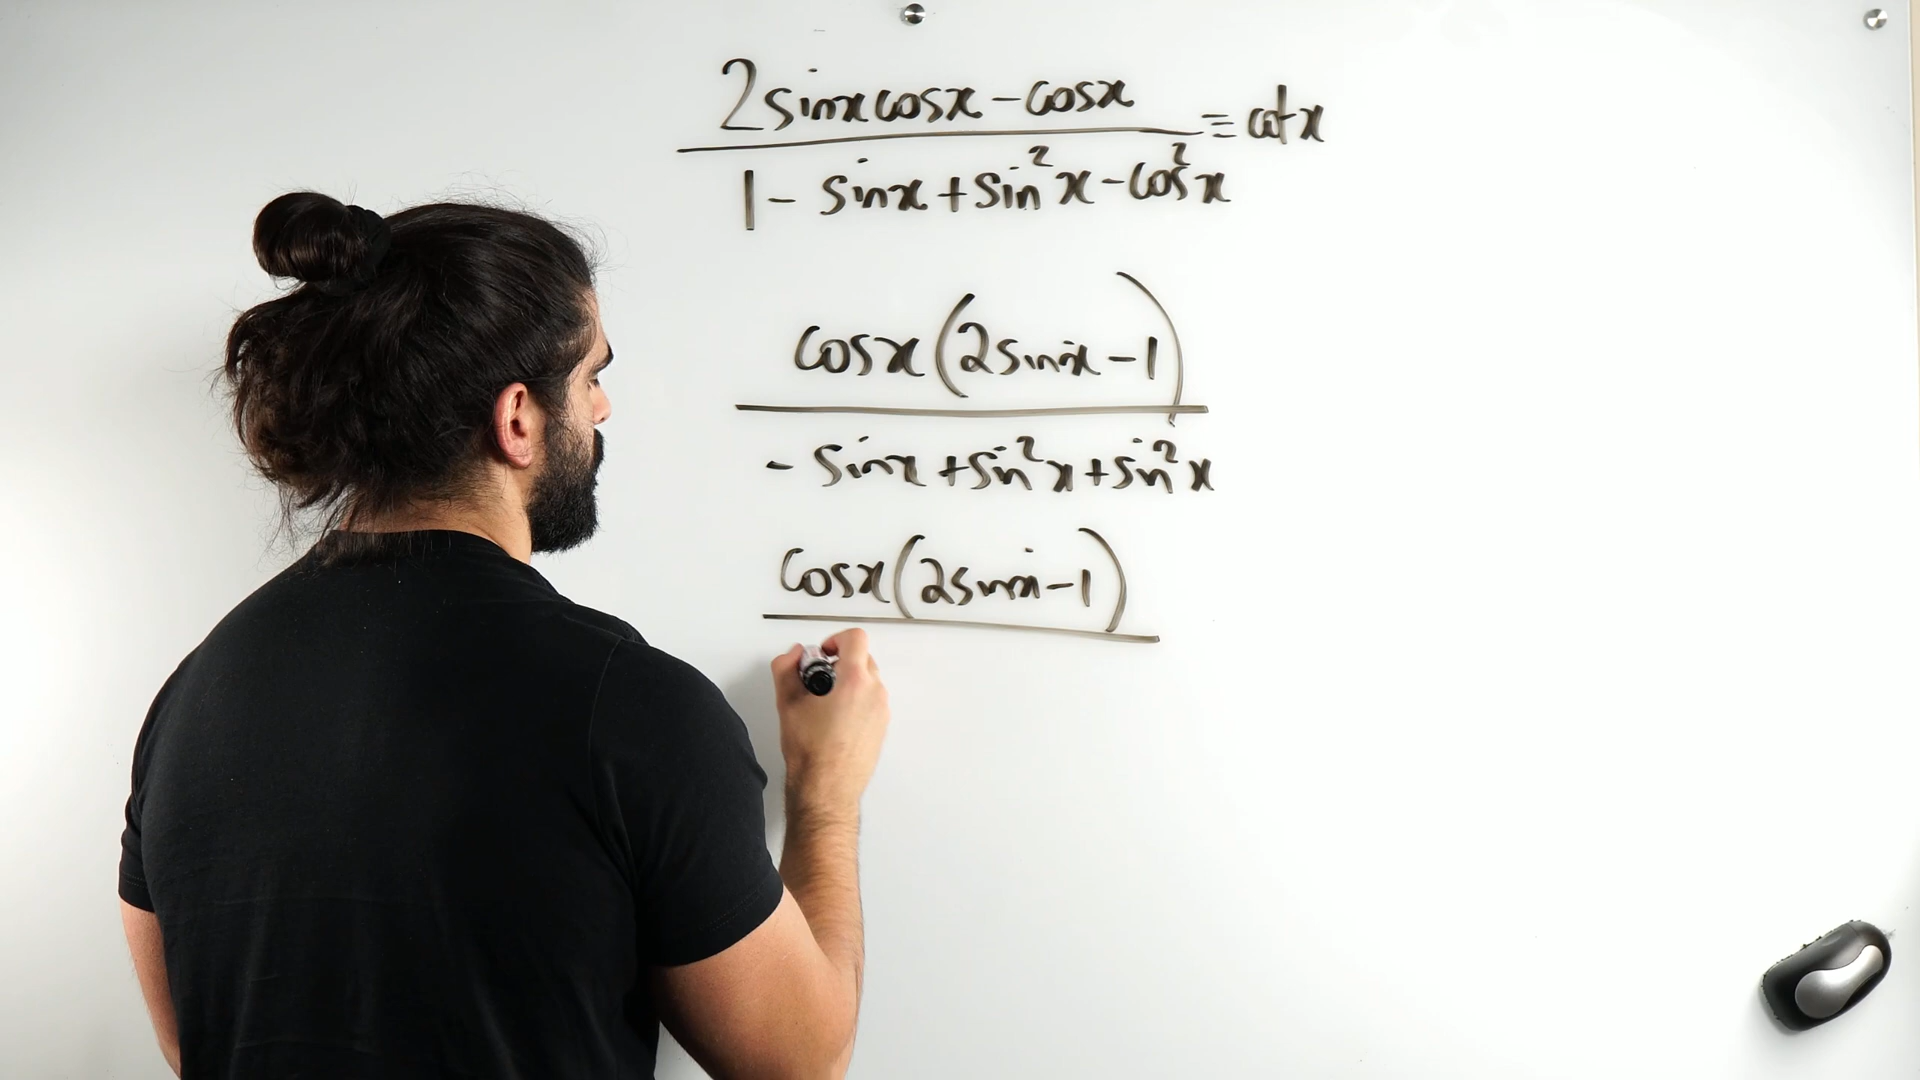 2sinxcosx-cosx
≡cotx
1-sinx+sin²x-cos²x
cosx(2sinx-1)
-sinx+sin²x+sin²x
cosx(2sinx-1)